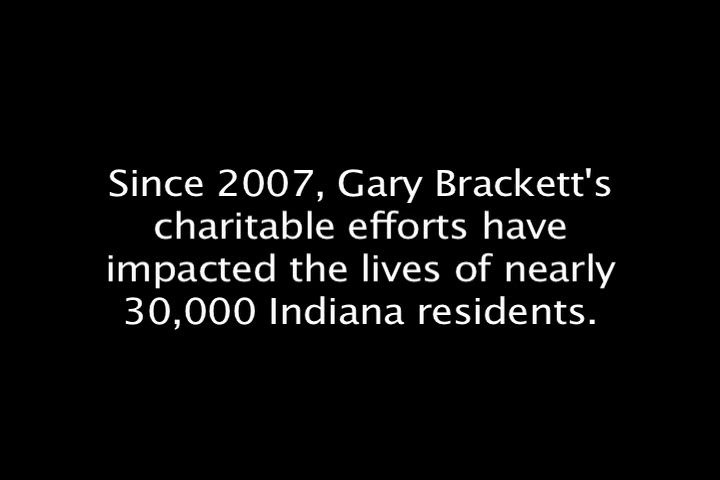 Since 2007, Gary Brackett's
charitable efforts have
impacted the lives of nearly
30,000 Indiana residents.